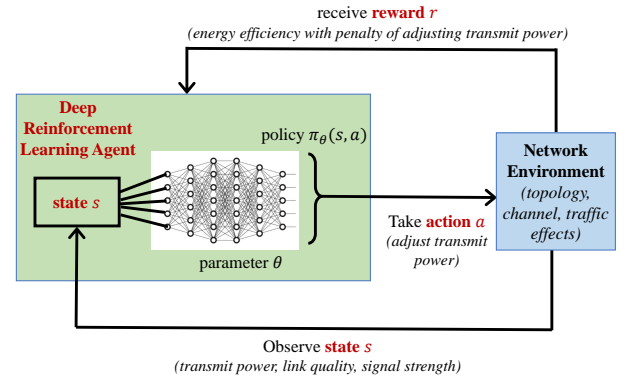 receive reward r
(energy efficiency with penalty of adjusting transmit power)
Deep
Reinforcement
Learning Agent
policy π_θ(s, a)
state s
parameter θ
Network
Environment
(topology,
channel, traffic
effects)
Take action a
(adjust transmit
power)
Observe state s
(transmit power, link quality, signal strength)